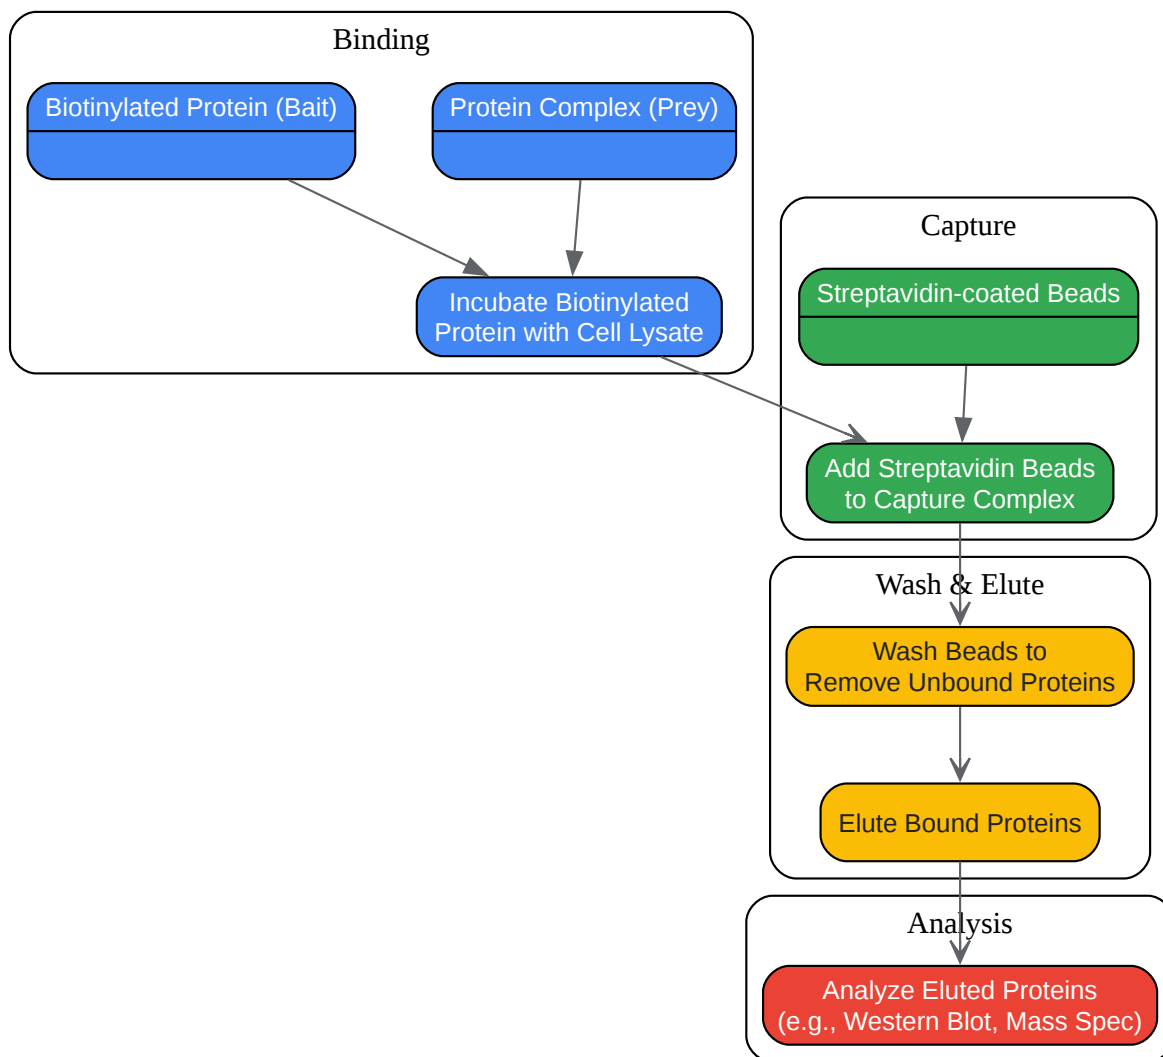 Binding
Biotinylated Protein (Bait)
Protein Complex (Prey)
Incubate Biotinylated
Protein with Cell Lysate
Capture
Streptavidin-coated Beads
Add Streptavidin Beads
to Capture Complex
Wash & Elute
Wash Beads to
Remove Unbound Proteins
Elute Bound Proteins
Analysis
Analyze Eluted Proteins
(e.g., Western Blot, Mass Spec)